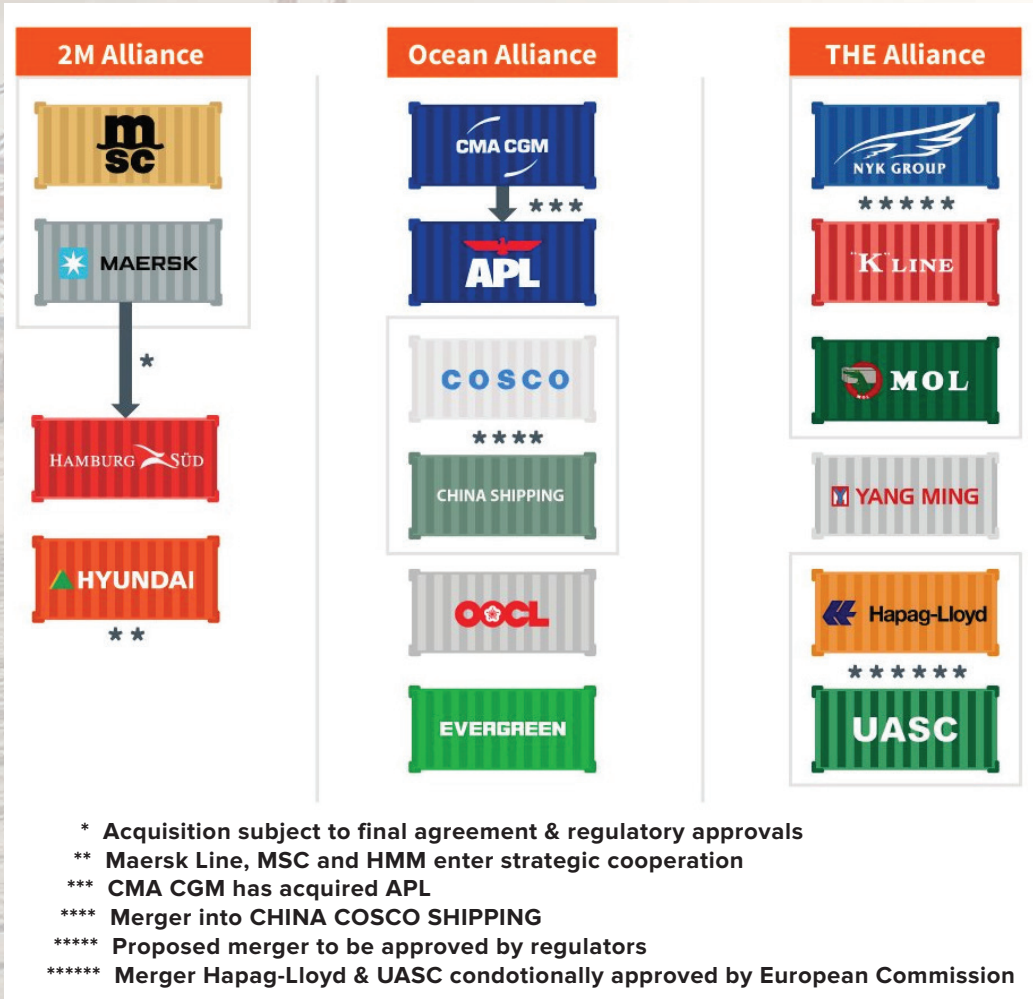 2M Alliance
msc
MAERSK
*
HAMBURG SÜD
HYUNDAI
**
Ocean Alliance
CMA CGM
***
APL
COSCO
****
CHINA SHIPPING
OOCL
EVERGREEN
THE Alliance
NYK GROUP
*****
"K" LINE
MOL
YANG MING
Hapag-Lloyd
******
UASC
* Acquisition subject to final agreement & regulatory approvals
** Maersk Line, MSC and HMM enter strategic cooperation
*** CMA CGM has acquired APL
**** Merger into CHINA COSCO SHIPPING
***** Proposed merger to be approved by regulators
****** Merger Hapag-Lloyd & UASC condotionally approved by European Commission